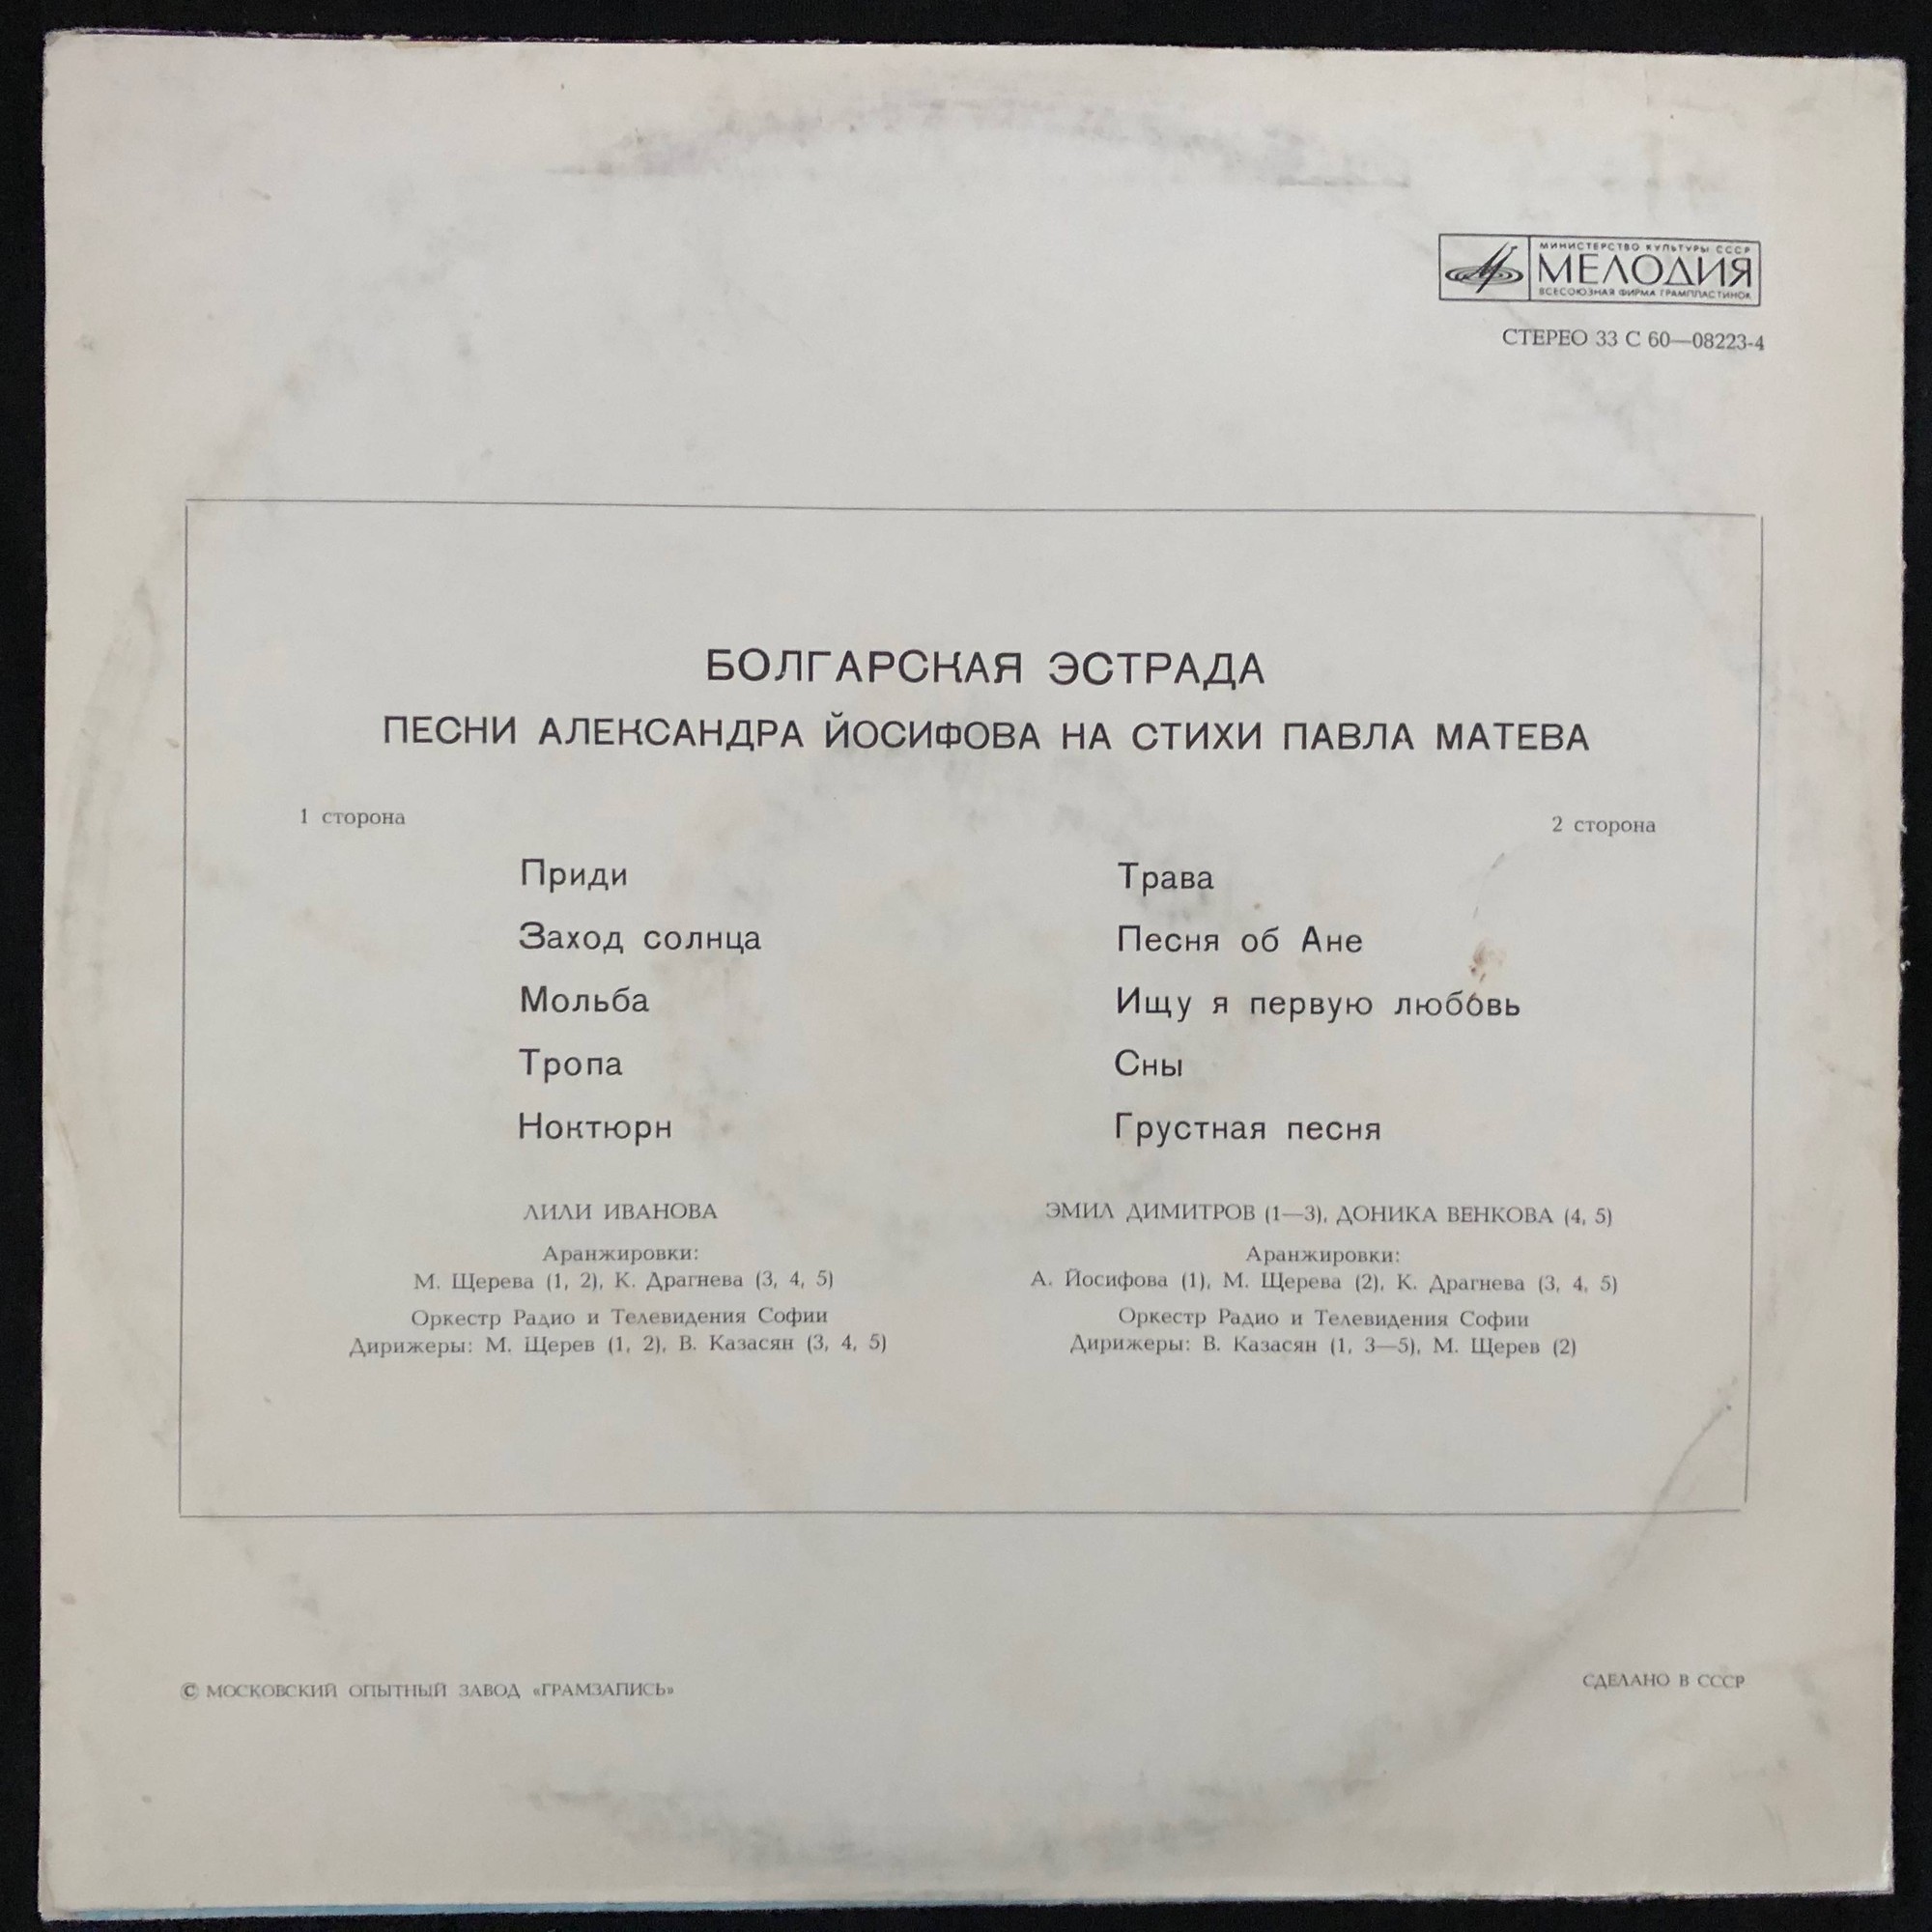 МИНИСТЕРСТВО КУЛЬТУРЫ СССР
МЕЛОДИЯ
ВСЕСОЮЗНАЯ ФИРМА ГРАМПЛАСТИНОК
СТЕРЕО 33 С 60—08223-4
БОЛГАРСКАЯ ЭСТРАДА
ПЕСНИ АЛЕКСАНДРА ЙОСИФОВА НА СТИХИ ПАВЛА МАТЕВА
1 сторона
Приди
Заход солнца
Мольба
Тропа
Ноктюрн
ЛИЛИ ИВАНОВА
Аранжировки:
М. Щерева (1, 2), К. Драгнева (3, 4, 5)
Оркестр Радио и Телевидения Софии
Дирижеры: М. Щерев (1, 2), В. Казасян (3, 4, 5)
2 сторона
Трава
Песня об Ане
Ищу я первую любовь
Сны
Грустная песня
ЭМИЛ ДИМИТРОВ (1—3), ДОНИКА ВЕНКОВА (4, 5)
Аранжировки:
А. Йосифова (1), М. Щерева (2), К. Драгнева (3, 4, 5)
Оркестр Радио и Телевидения Софии
Дирижеры: В. Казасян (1, 3—5), М. Щерев (2)
© МОСКОВСКИЙ ОПЫТНЫЙ ЗАВОД «ГРАМЗАПИСЬ»
СДЕЛАНО В СССР